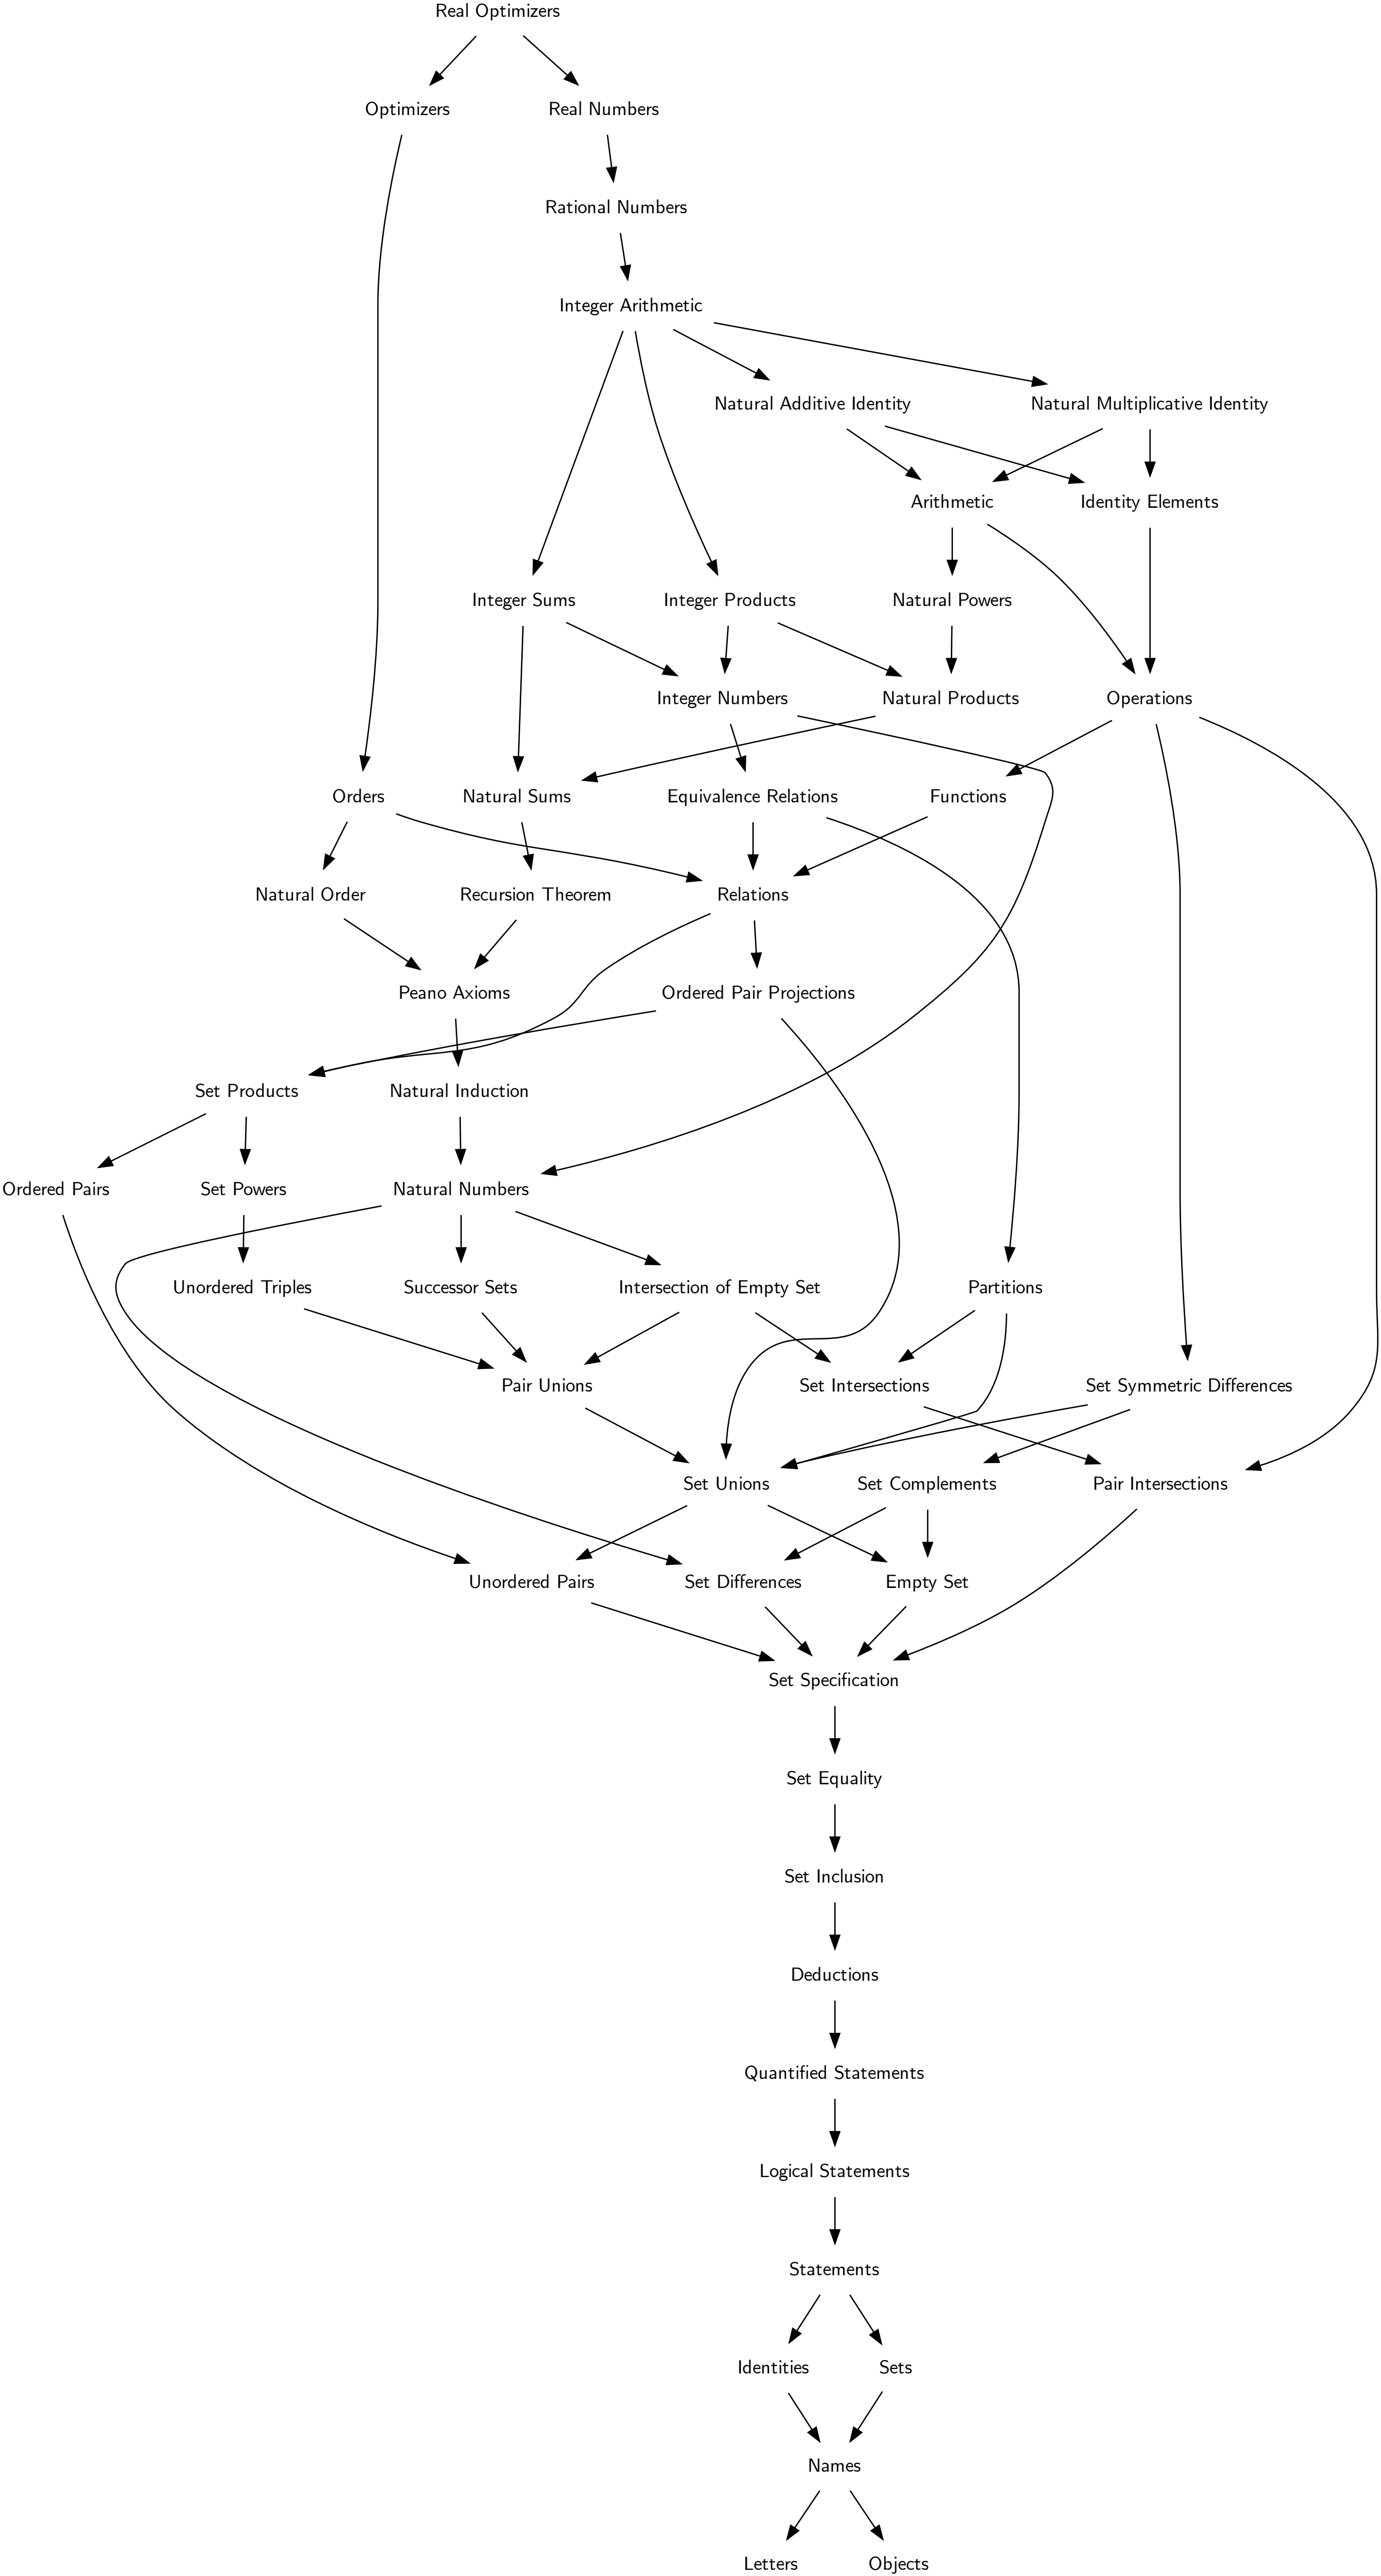 Real Optimizers
Optimizers
Real Numbers
Rational Numbers
Integer Arithmetic
Natural Additive Identity
Natural Multiplicative Identity
Arithmetic
Identity Elements
Integer Sums
Integer Products
Natural Powers
Integer Numbers
Natural Products
Operations
Orders
Natural Sums
Equivalence Relations
Functions
Natural Order
Recursion Theorem
Relations
Peano Axioms
Ordered Pair Projections
Set Products
Natural Induction
Ordered Pairs
Set Powers
Natural Numbers
Unordered Triples
Successor Sets
Intersection of Empty Set
Partitions
Pair Unions
Set Intersections
Set Symmetric Differences
Set Unions
Set Complements
Pair Intersections
Unordered Pairs
Set Differences
Empty Set
Set Specification
Set Equality
Set Inclusion
Deductions
Quantified Statements
Logical Statements
Statements
Identities
Sets
Names
Letters
Objects